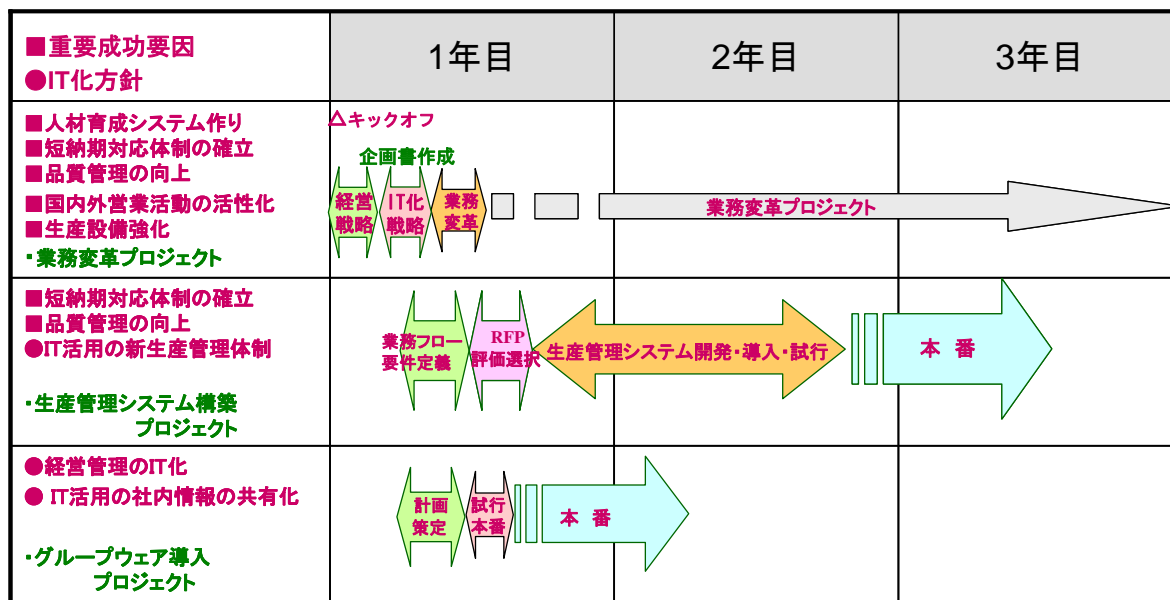 ■重要成功要因
●IT化方針
1年目
2年目
3年目
■人材育成システム作り
■短納期対応体制の確立
■品質管理の向上
■国内外営業活動の活性化
■生産設備強化
・業務変革プロジェクト
△キックオフ
企画書作成
経営
戦略
IT化
戦略
業務
変革
業務変革プロジェクト
■短納期対応体制の確立
■品質管理の向上
●IT活用の新生産管理体制
・生産管理システム構築
プロジェクト
業務フロー
要件定義
RFP
評価選択
生産管理システム開発・導入・試行
本 番
●経営管理のIT化
● IT活用の社内情報の共有化
・グループウェア導入
プロジェクト
計画
策定
試行
本番
本 番